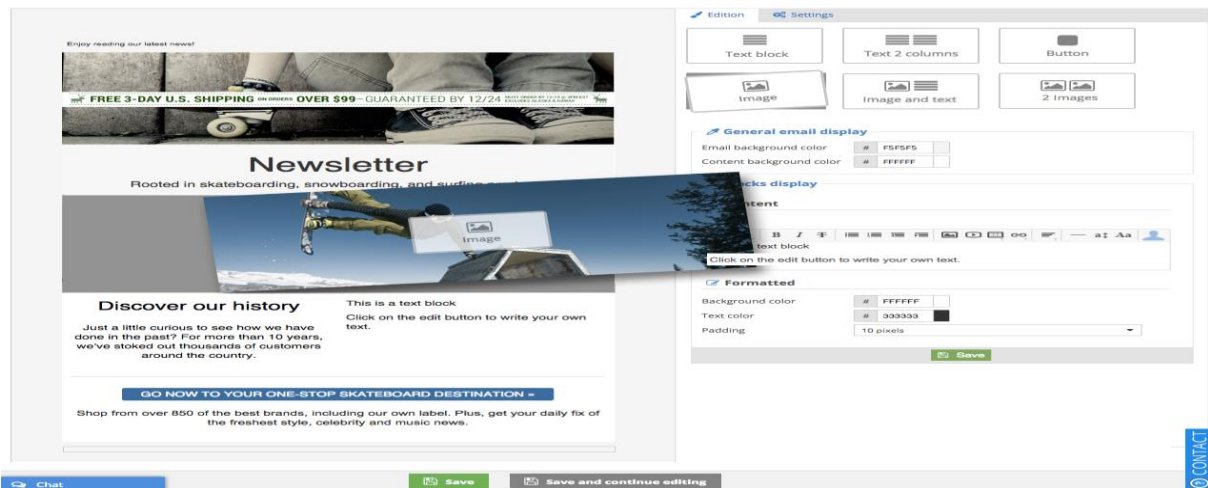 Edition
Settings
Enjoy reading our latest news!
Text block
Text 2 columns
Button
Image
Image and text
2 Images
FREE 3-DAY U.S. SHIPPING ON ORDERS OVER $99-GUARANTEED BY 12/24
General email display
Email background color # F5F5F5
Content background color # FFFFFF
Newsletter
Rooted in skateboarding, snowboarding, and surfing
cks display
tent
Image
B I T
a‡ Aa
text block
Click on the edit button to write your own text.
Formatted
Background color # FFFFFF
Text color # 333333
Padding 10 pixels
Save
Discover our history
Just a little curious to see how we have
done in the past? For more than 10 years,
we've stoked out thousands of customers
around the country.
This is a text block
Click on the edit button to write your own
text.
GO NOW TO YOUR ONE-STOP SKATEBOARD DESTINATION »
Shop from over 850 of the best brands, including our own label. Plus, get your daily fix of
the freshest style, celebrity and music news.
CONTACT
Chat
Save
Save and continue editing